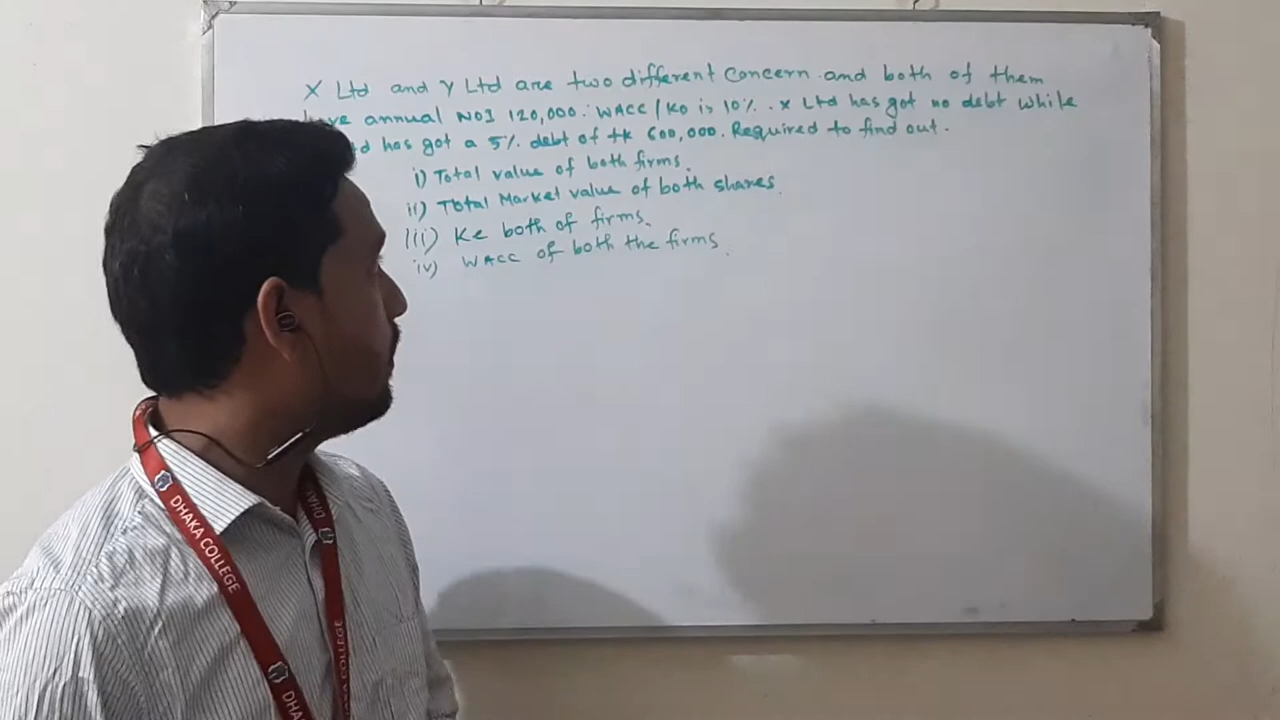 X Ltd and Y Ltd are two different Concern and both of them
annual NOI 120,000. WACC/Ko is 10%. X Ltd has got no debt while
has got a 5% debt of tk 600,000. Required to find out.
i) Total value of both firms.
ii) Total Market value of both shares.
iii) Ke both of firms.
iv) WACC of both the firms.
DHAKA COLLEGE
DHA
DHA
KA COLLEGE